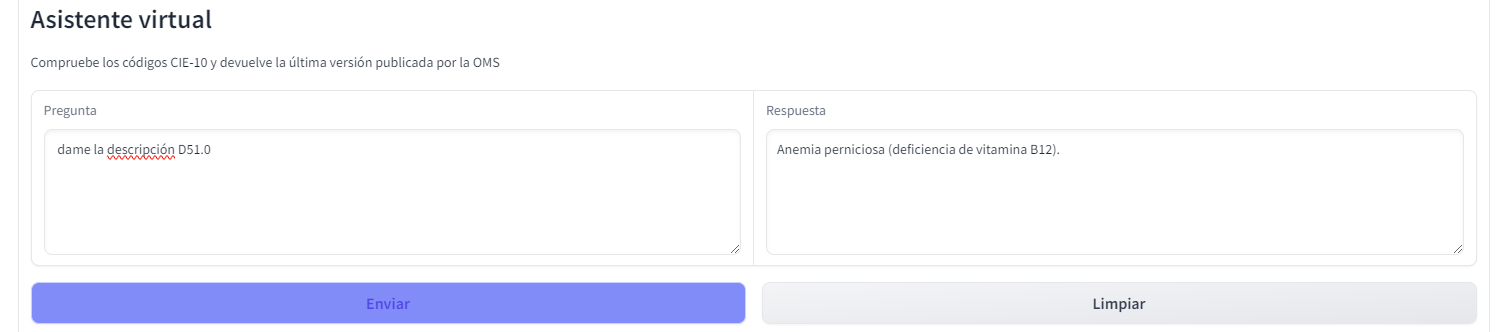 Asistente virtual
Compruebe los códigos CIE-10 y devuelve la última versión publicada por la OMS
Pregunta
dame la descripción D51.0
Respuesta
Anemia perniciosa (deficiencia de vitamina B12).
Enviar
Limpiar